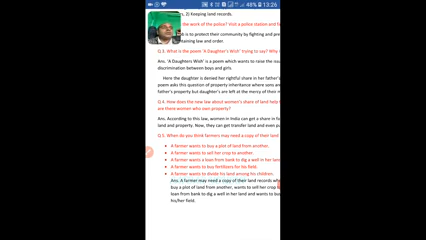 48% 13:26
s, 2) Keeping land records.
the work of the police? Visit a police station and f
b is to protect their community by fighting and pre
taining law and order.
Q 3. What is the poem 'A Daughter's Wish' trying to say? Why
Ans. 'A Daughters Wish' is a poem which wants to raise the issu
discrimination between boys and girls.
Here the daughter is denied her rightful share in her father's
poem asks this question of property inheritance where sons an
father's property but daughter's are left at the mercy of their m
Q 4. How does the new law about women's share of land help
are there women who own property?
Ans. According to this law, women in India can get a share in fa
land and property. Now, they can get transfer land and even pu
Q 5. When do you think farmers may need a copy of their land
• A farmer wants to buy a plot of land from another.
• A farmer wants to sell her crop to another.
• A farmer wants a loan from bank to dig a well in her lan
• A farmer wants to buy fertilizers for his field.
• A farmer wants to divide his land among his children.
Ans. A farmer may need a copy of their land records wh
buy a plot of land from another, wants to sell her crop t
loan from bank to dig a well in her land and wants to bu
his/her field.